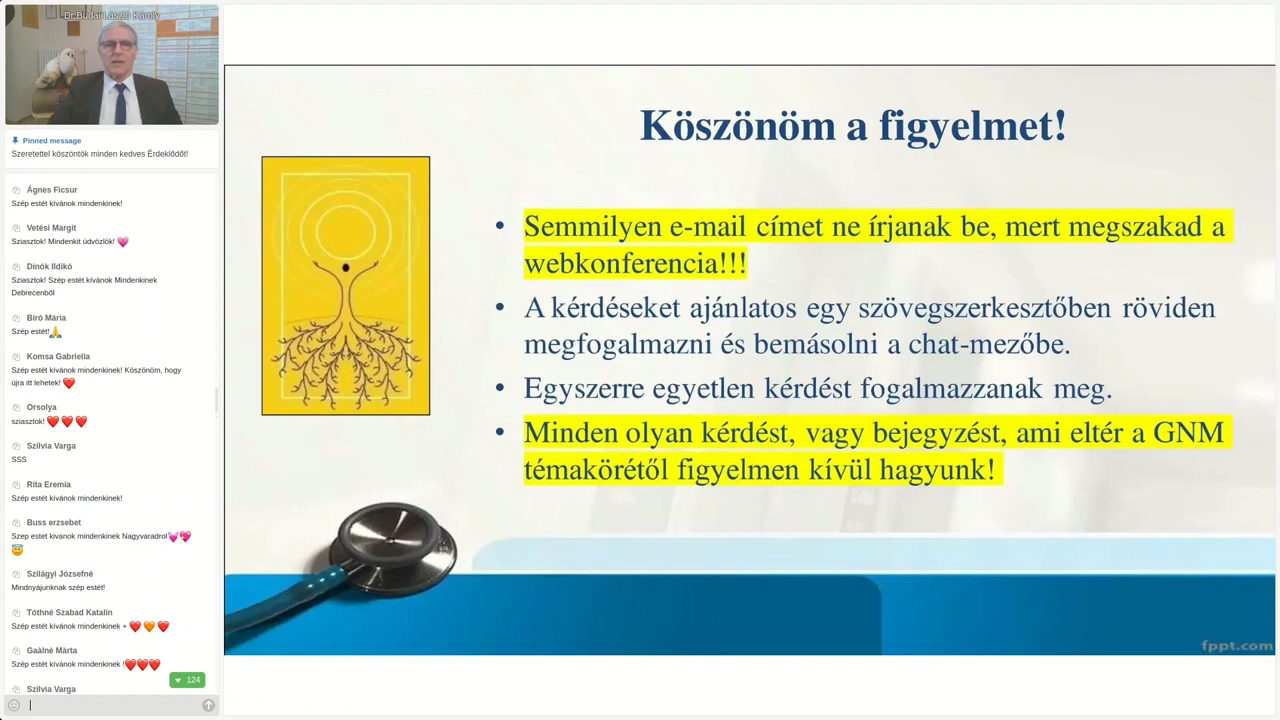 Dr Budai László Károly
Pinned message
Szeretettel köszöntök minden kedves Érdeklődőt!
Ágnes Ficsur
Szép estét kívánok mindenkinek!
Vetési Margit
Sziasztok! Mindenkit üdvözlök! 💗
Dinók Ildikó
Sziasztok! Szép estét kívánok Mindenkinek
Debrecenből
Bíró Mária
Szép estét!🙏
Komsa Gabriella
Szép estét kívánok mindenkinek! Köszönöm, hogy
újra itt lehetek! ❤️
Orsolya
sziasztok! ❤️ ❤️ ❤️
Szilvia Varga
SSS
Rita Eremia
Szép estét kívánok mindenkinek!
Buss erzsebet
Szep estet kivanok mindenkinek Nagyvaradrol💓💖
😇
Szilágyi Józsefné
Mindnyájunknak szép estét!
Tóthné Szabad Katalin
Szép estét kívánok mindenkinek + ❤️ 🧡 ❤️
Gaàlnè Màrta
Szép estét kívánok mindenkinek !❤️❤️❤️
124
Szilvia Varga
Köszönöm a figyelmet!
• Semmilyen e-mail címet ne írjanak be, mert megszakad a
webkonferencia!!!
• A kérdéseket ajánlatos egy szövegszerkesztőben röviden
megfogalmazni és bemásolni a chat-mezőbe.
• Egyszerre egyetlen kérdést fogalmazzanak meg.
• Minden olyan kérdést, vagy bejegyzést, ami eltér a GNM
témakörétől figyelmen kívül hagyunk!
fppt.com